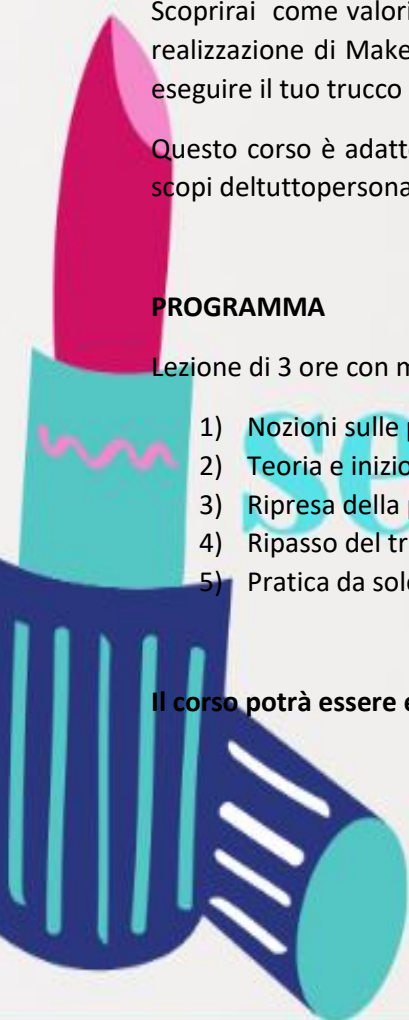 Scoprirai come valori
realizzazione di Make
eseguire il tuo trucco
Questo corso è adatt
scopi deltuttopersona
PROGRAMMA
Lezione di 3 ore con m
1) Nozioni sulle p
2) Teoria e inizio
3) Ripresa della p
4) Ripasso del tr
5) Pratica da sol
se
Il corso potrà essere e